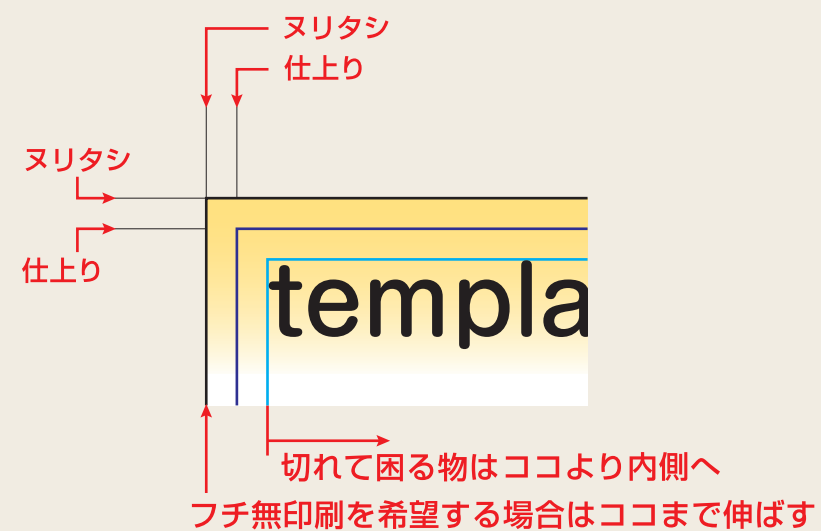 ヌリタシ
仕上り
ヌリタシ
仕上り
templa
切れて困る物はココより内側へ
フチ無印刷を希望する場合はココまで伸ばす